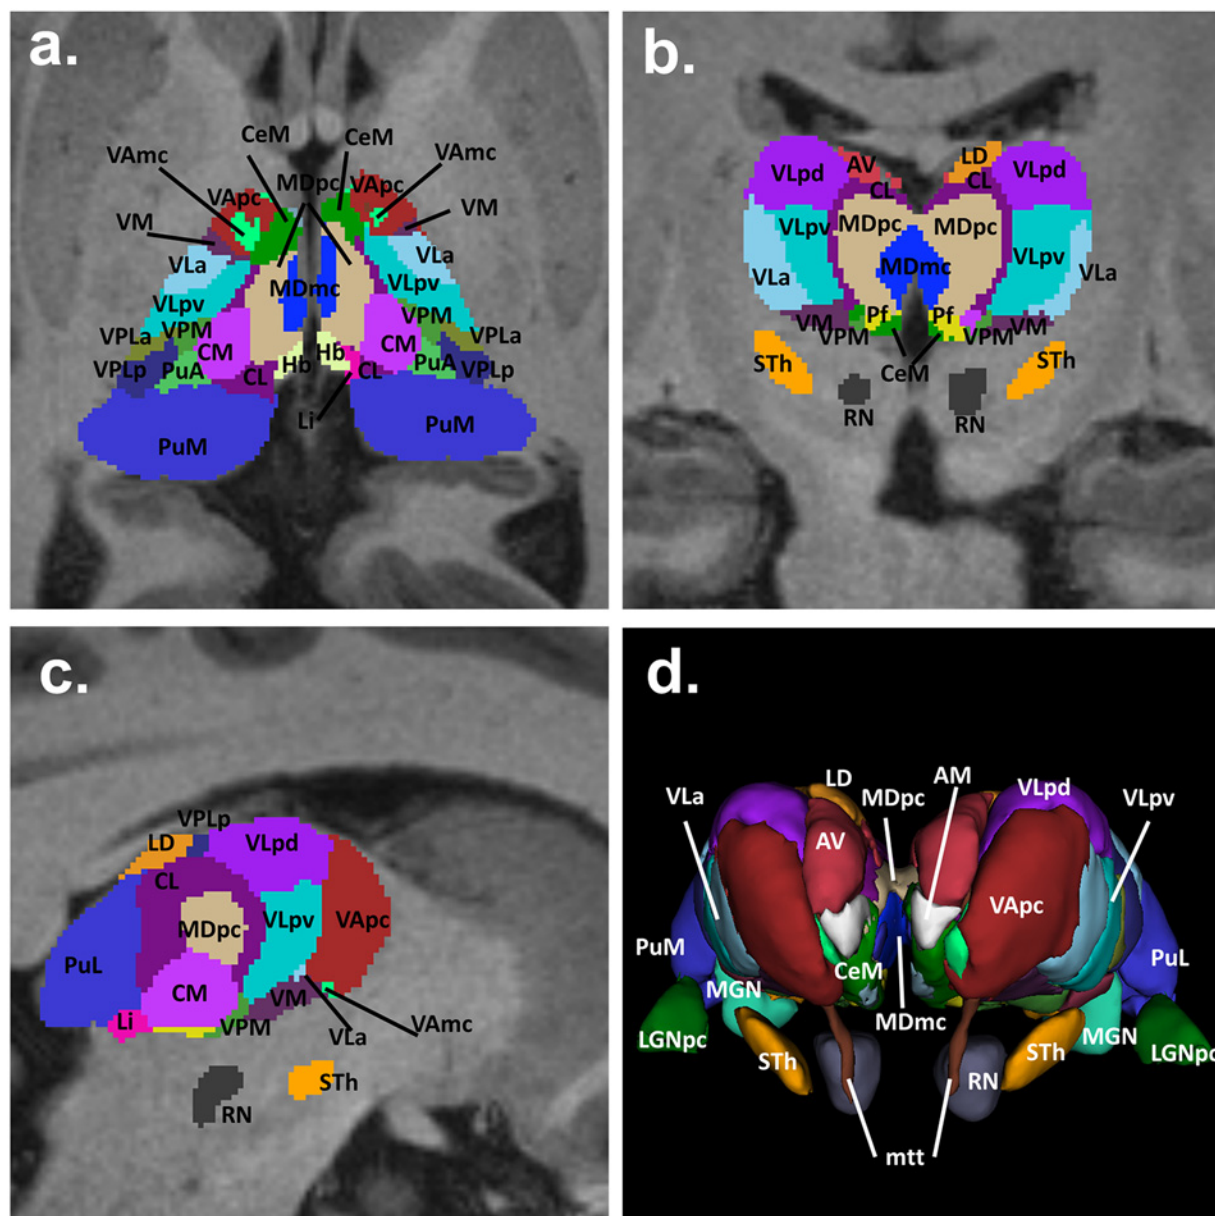 a.
CeM CeM
VAmc VAmc
MDpc
VApc VApc
VM VM
VLa VLa
MDmc
VLpv VLpv
VPM VPM
VPLa VPLa
CM CM
Hb Hb
VPLp PuA CL CL PuA VPLp
Li
PuM PuM
b.
AV LD
VLpd VLpd
CL CL
MDpc MDpc
VLpv VLpv
MDmc
VLa VLa
Pf Pf
VM VM
VPM VPM
STh STh
CeM
RN RN
c.
VPLp
LD VLpd
CL
MDpc VLpv VApc
PuL
CM
VM
Li VPM
VLa VAmc
STh
RN
d.
LD AM
MDpc VLpd
VLa VLpv
AV
VApc
PuM CeM PuL
MGN
MDmc
LGNpc MGN
STh STh LGNpc
RN
mtt